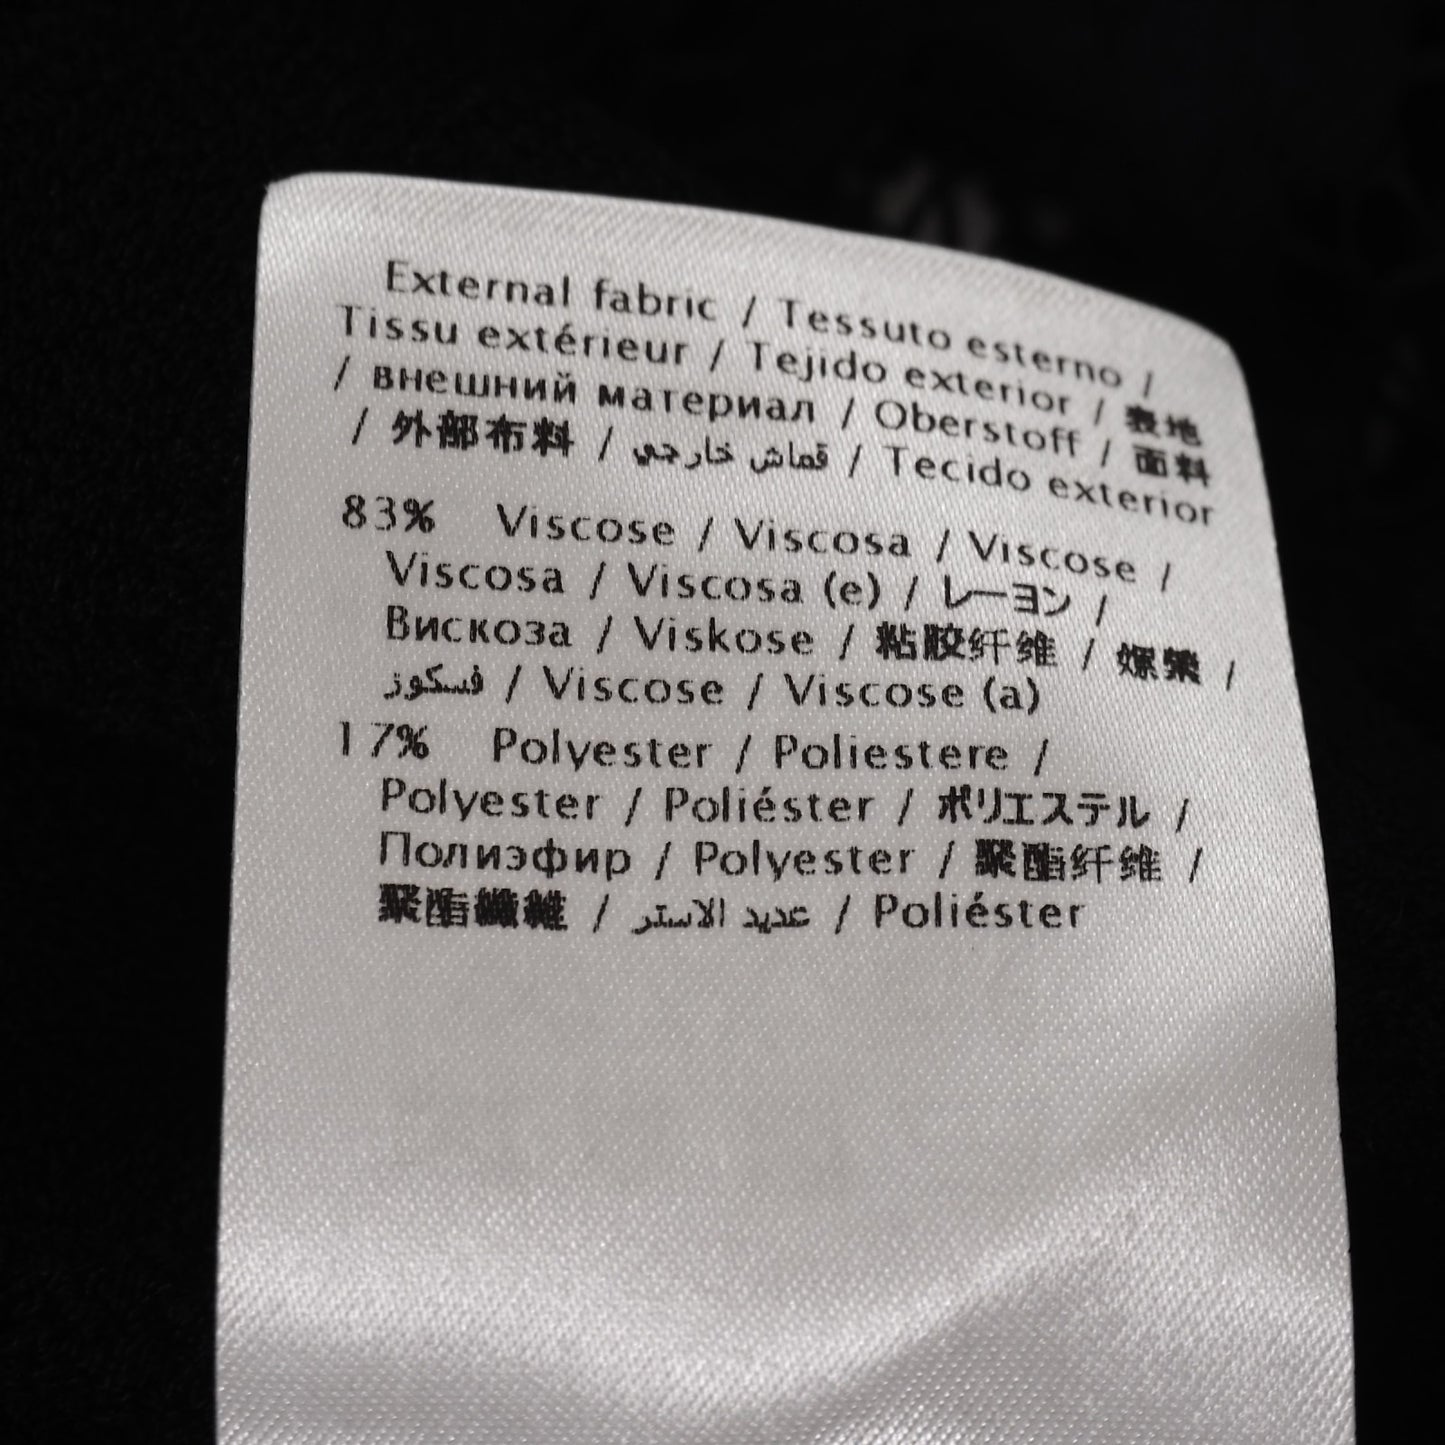 External fabric / Tessuto esterno /
Tissu extérieur / Tejido exterior / 表地
/ внешний материал / Oberstoff / 面料
/ 外部布料 / قماش خارجي / Tecido exterior
83% Viscose / Viscosa / Viscose /
Viscosa / Viscosa (e) / レーヨン /
Вискоза / Viskose / 粘胶纤维 / 嫘縈 /
فسكوز / Viscose / Viscose (a)
17% Polyester / Poliestere /
Polyester / Poliéster / ポリエステル /
Полиэфир / Polyester / 聚酯纤维 /
聚酯纖維 / عديد الاستر / Poliéster